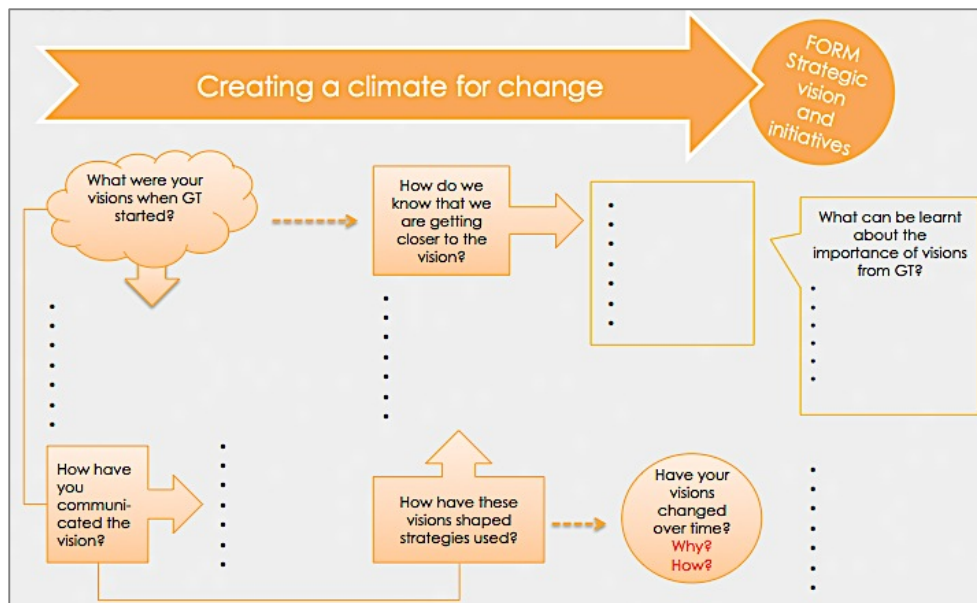 Creating a climate for change
FORM
Strategic
vision
and
initiatives
What were your
visions when GT
started?
How do we
know that we
are getting
closer to the
vision?
What can be learnt
about the
importance of visions
from GT?
How have
you
communi-
cated the
vision?
How have these
visions shaped
strategies used?
Have your
visions
changed
over time?
Why?
How?